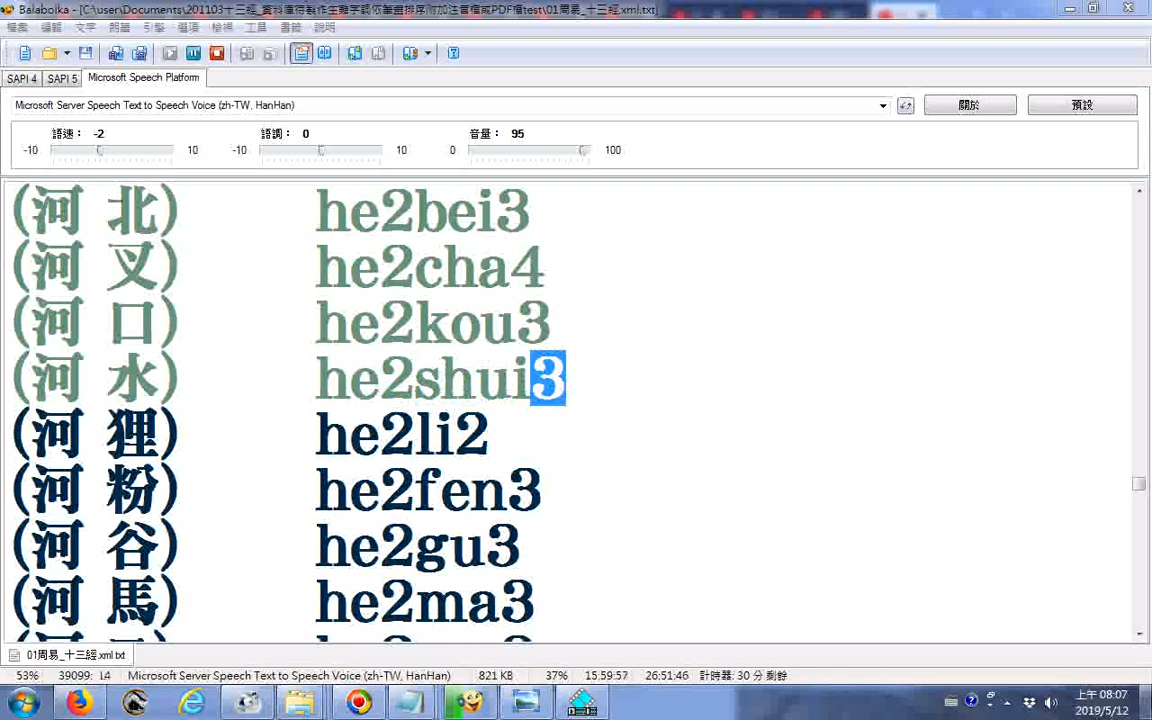 Balabolka - [C:\user\Documents\201103十三經_資料庫待製作生難字詞依筆畫排序附加注音檔或PDF檔test\01周易_十三經.xml.txt]
檔案 編輯 文字 朗讀 引擎 選項 檢視 工具 書籤 說明
SAPI 4 SAPI 5 Microsoft Speech Platform
Microsoft Server Speech Text to Speech Voice (zh-TW, HanHan) 關於 預設
語速： -2 語調： 0 音量： 95
-10 10 -10 10 0 100
(河 北) he2bei3
(河 叉) he2cha4
(河 口) he2kou3
(河 水) he2shui3
(河 狸) he2li2
(河 粉) he2fen3
(河 谷) he2gu3
(河 馬) he2ma3
01周易_十三經.xml.txt
53% 39099: 14 Microsoft Server Speech Text to Speech Voice (zh-TW, HanHan) 821 KB 37% 15:59:57 26:51:46 計時器: 30 分 剩餘
上午 08:07
2019/5/12